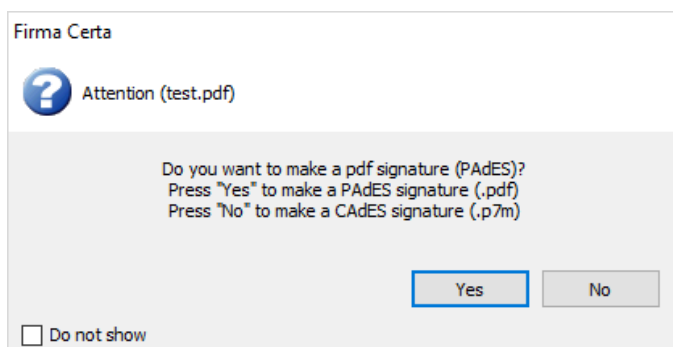 Firma Certa
Attention (test.pdf)
Do you want to make a pdf signature (PAdES)?
Press "Yes" to make a PAdES signature (.pdf)
Press "No" to make a CAdES signature (.p7m)
Yes No
Do not show